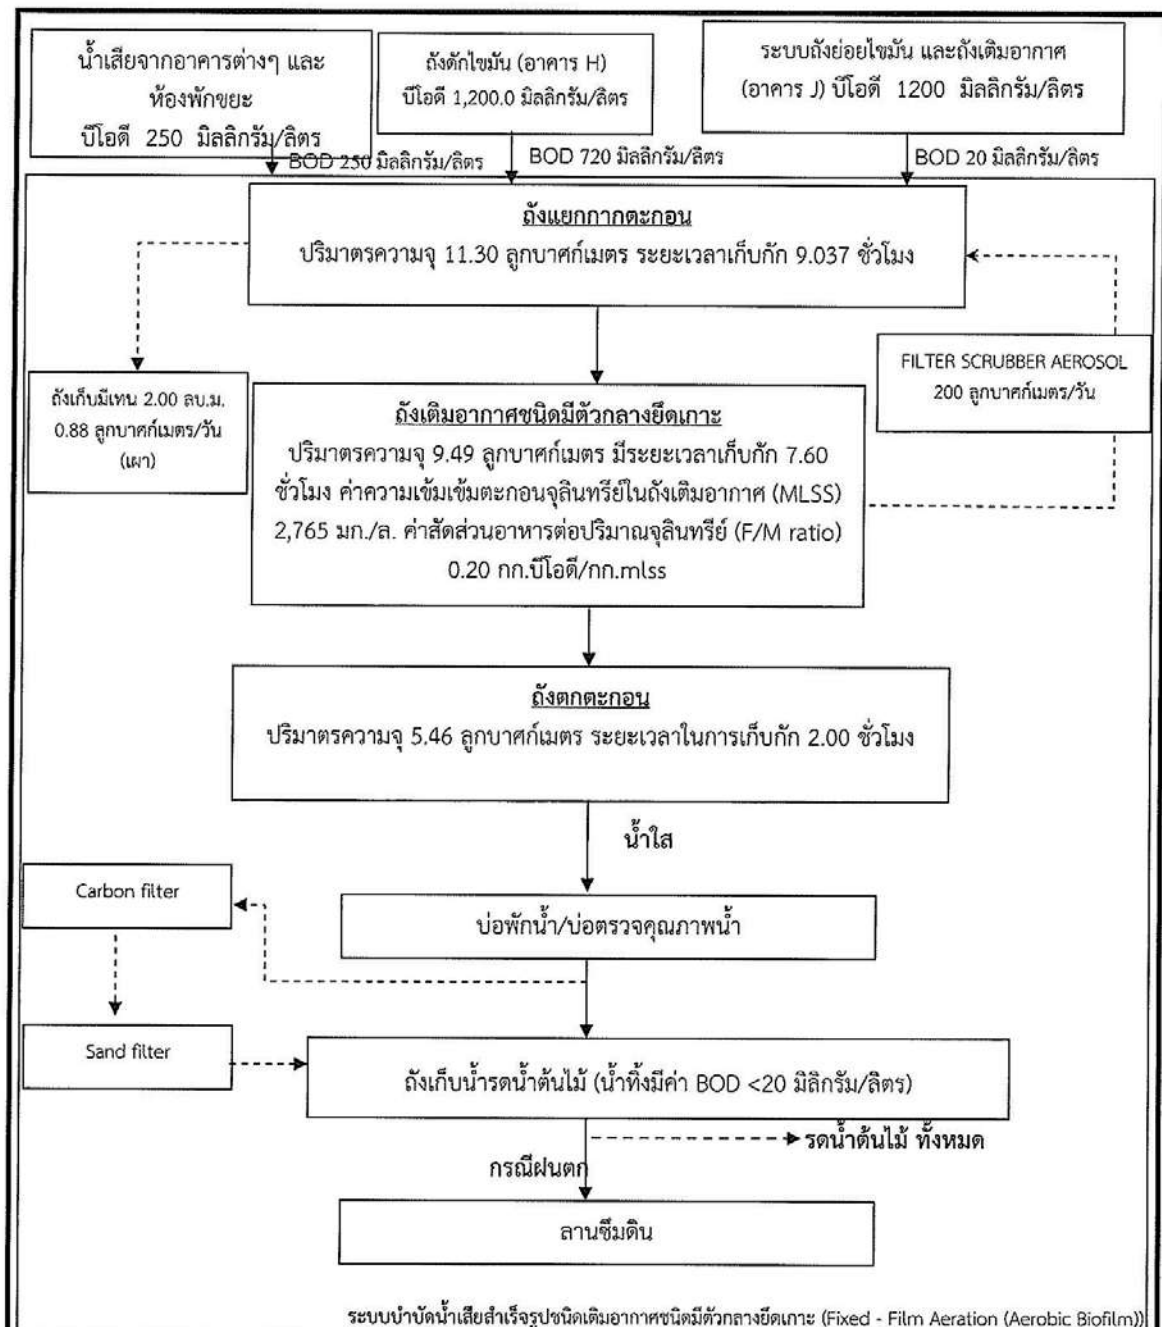 น้ำเสียจากอาคารต่างๆ และ
ห้องพักขยะ
บีโอดี 250 มิลลิกรัม/ลิตร
ถังดักไขมัน (อาคาร H)
บีโอดี 1,200.0 มิลลิกรัม/ลิตร
ระบบถังย่อยไขมัน และถังเติมอากาศ
(อาคาร J) บีโอดี 1200 มิลลิกรัม/ลิตร
BOD 250 มิลลิกรัม/ลิตร
BOD 720 มิลลิกรัม/ลิตร
BOD 20 มิลลิกรัม/ลิตร
ถังแยกกากตะกอน
ปริมาตรความจุ 11.30 ลูกบาศก์เมตร ระยะเวลาเก็บกัก 9.037 ชั่วโมง
FILTER SCRUBBER AEROSOL
200 ลูกบาศก์เมตร/วัน
ถังเก็บมีเทน 2.00 ลบ.ม.
0.88 ลูกบาศก์เมตร/วัน
(เผา)
ถังเติมอากาศชนิดมีตัวกลางยึดเกาะ
ปริมาตรความจุ 9.49 ลูกบาศก์เมตร มีระยะเวลาเก็บกัก 7.60
ชั่วโมง ค่าความเข้มเข้มตะกอนจุลินทรีย์ในถังเติมอากาศ (MLSS)
2,765 มก./ล. ค่าสัดส่วนอาหารต่อปริมาณจุลินทรีย์ (F/M ratio)
0.20 กก.บีโอดี/กก.mlss
ถังตกตะกอน
ปริมาตรความจุ 5.46 ลูกบาศก์เมตร ระยะเวลาในการเก็บกัก 2.00 ชั่วโมง
น้ำใส
Carbon filter
บ่อพักน้ำ/บ่อตรวจคุณภาพน้ำ
Sand filter
ถังเก็บน้ำรดน้ำต้นไม้ (น้ำทิ้งมีค่า BOD <20 มิลิกรัม/ลิตร)
รดน้ำต้นไม้ ทั้งหมด
กรณีฝนตก
ลานซึมดิน
ระบบบำบัดน้ำเสียสำเร็จรูปชนิดเติมอากาศชนิดมีตัวกลางยึดเกาะ (Fixed - Film Aeration (Aerobic Biofilm))